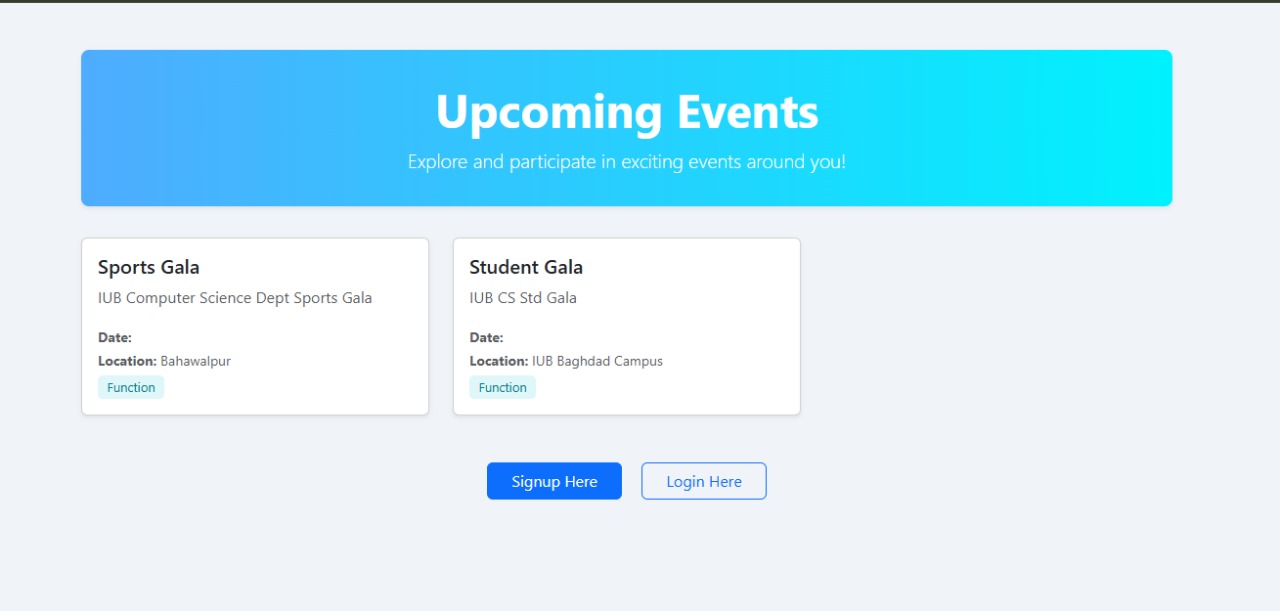 Upcoming Events
Explore and participate in exciting events around you!
Sports Gala
IUB Computer Science Dept Sports Gala
Date:
Location: Bahawalpur
Function
Student Gala
IUB CS Std Gala
Date:
Location: IUB Baghdad Campus
Function
Signup Here
Login Here